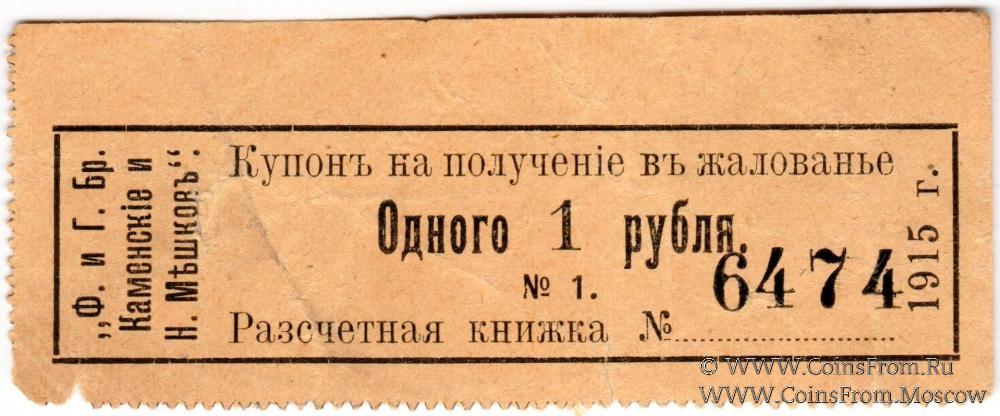 „Ф. и Г. Бр.
Каменскіе и
Н. Мѣшковъ“.
Купонъ на полученіе въ жалованье
Одного 1 рубля.
№ 1.
6474
Разсчетная книжка №
1915 г.
© WWW.CoinsFrom.Ru
WWW.CoinsFrom.Moscow